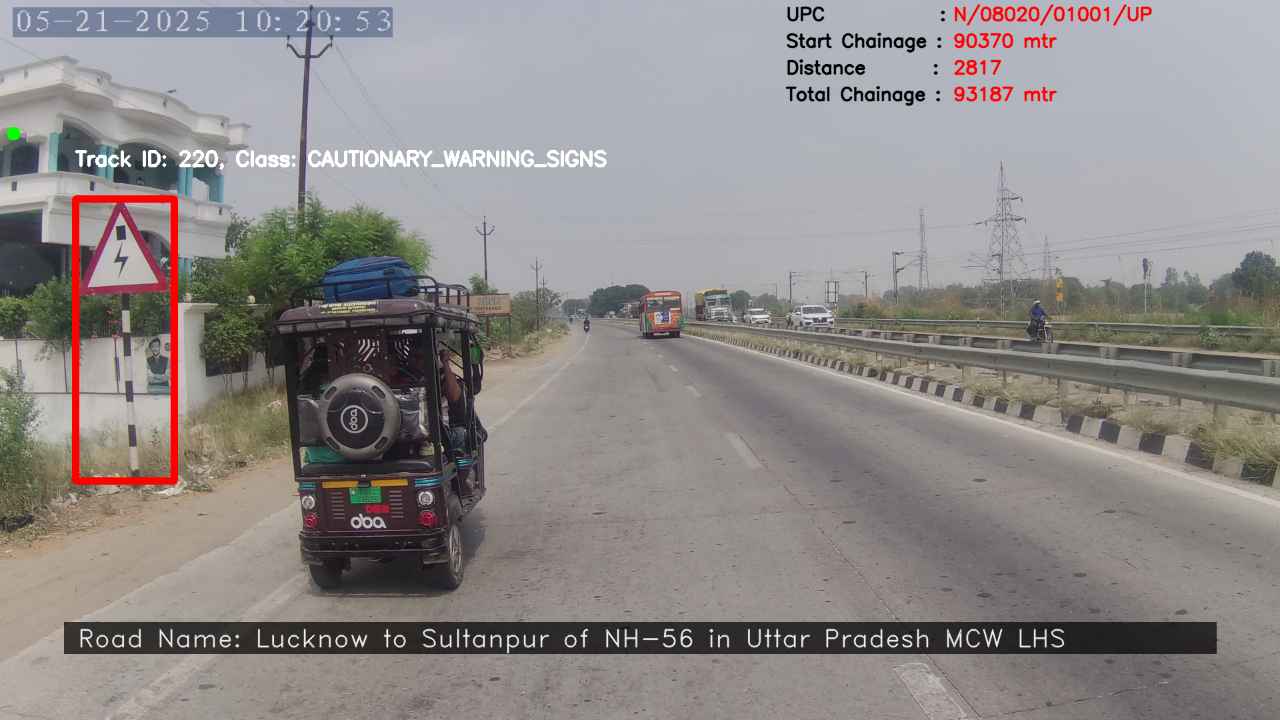 05-21-2025 10:20:53
UPC : N/08020/01001/UP
Start Chainage : 90370 mtr
Distance : 2817
Total Chainage : 93187 mtr
Track ID: 220, Class: CAUTIONARY_WARNING_SIGNS
oba
oba
Road Name: Lucknow to Sultanpur of NH-56 in Uttar Pradesh MCW LHS